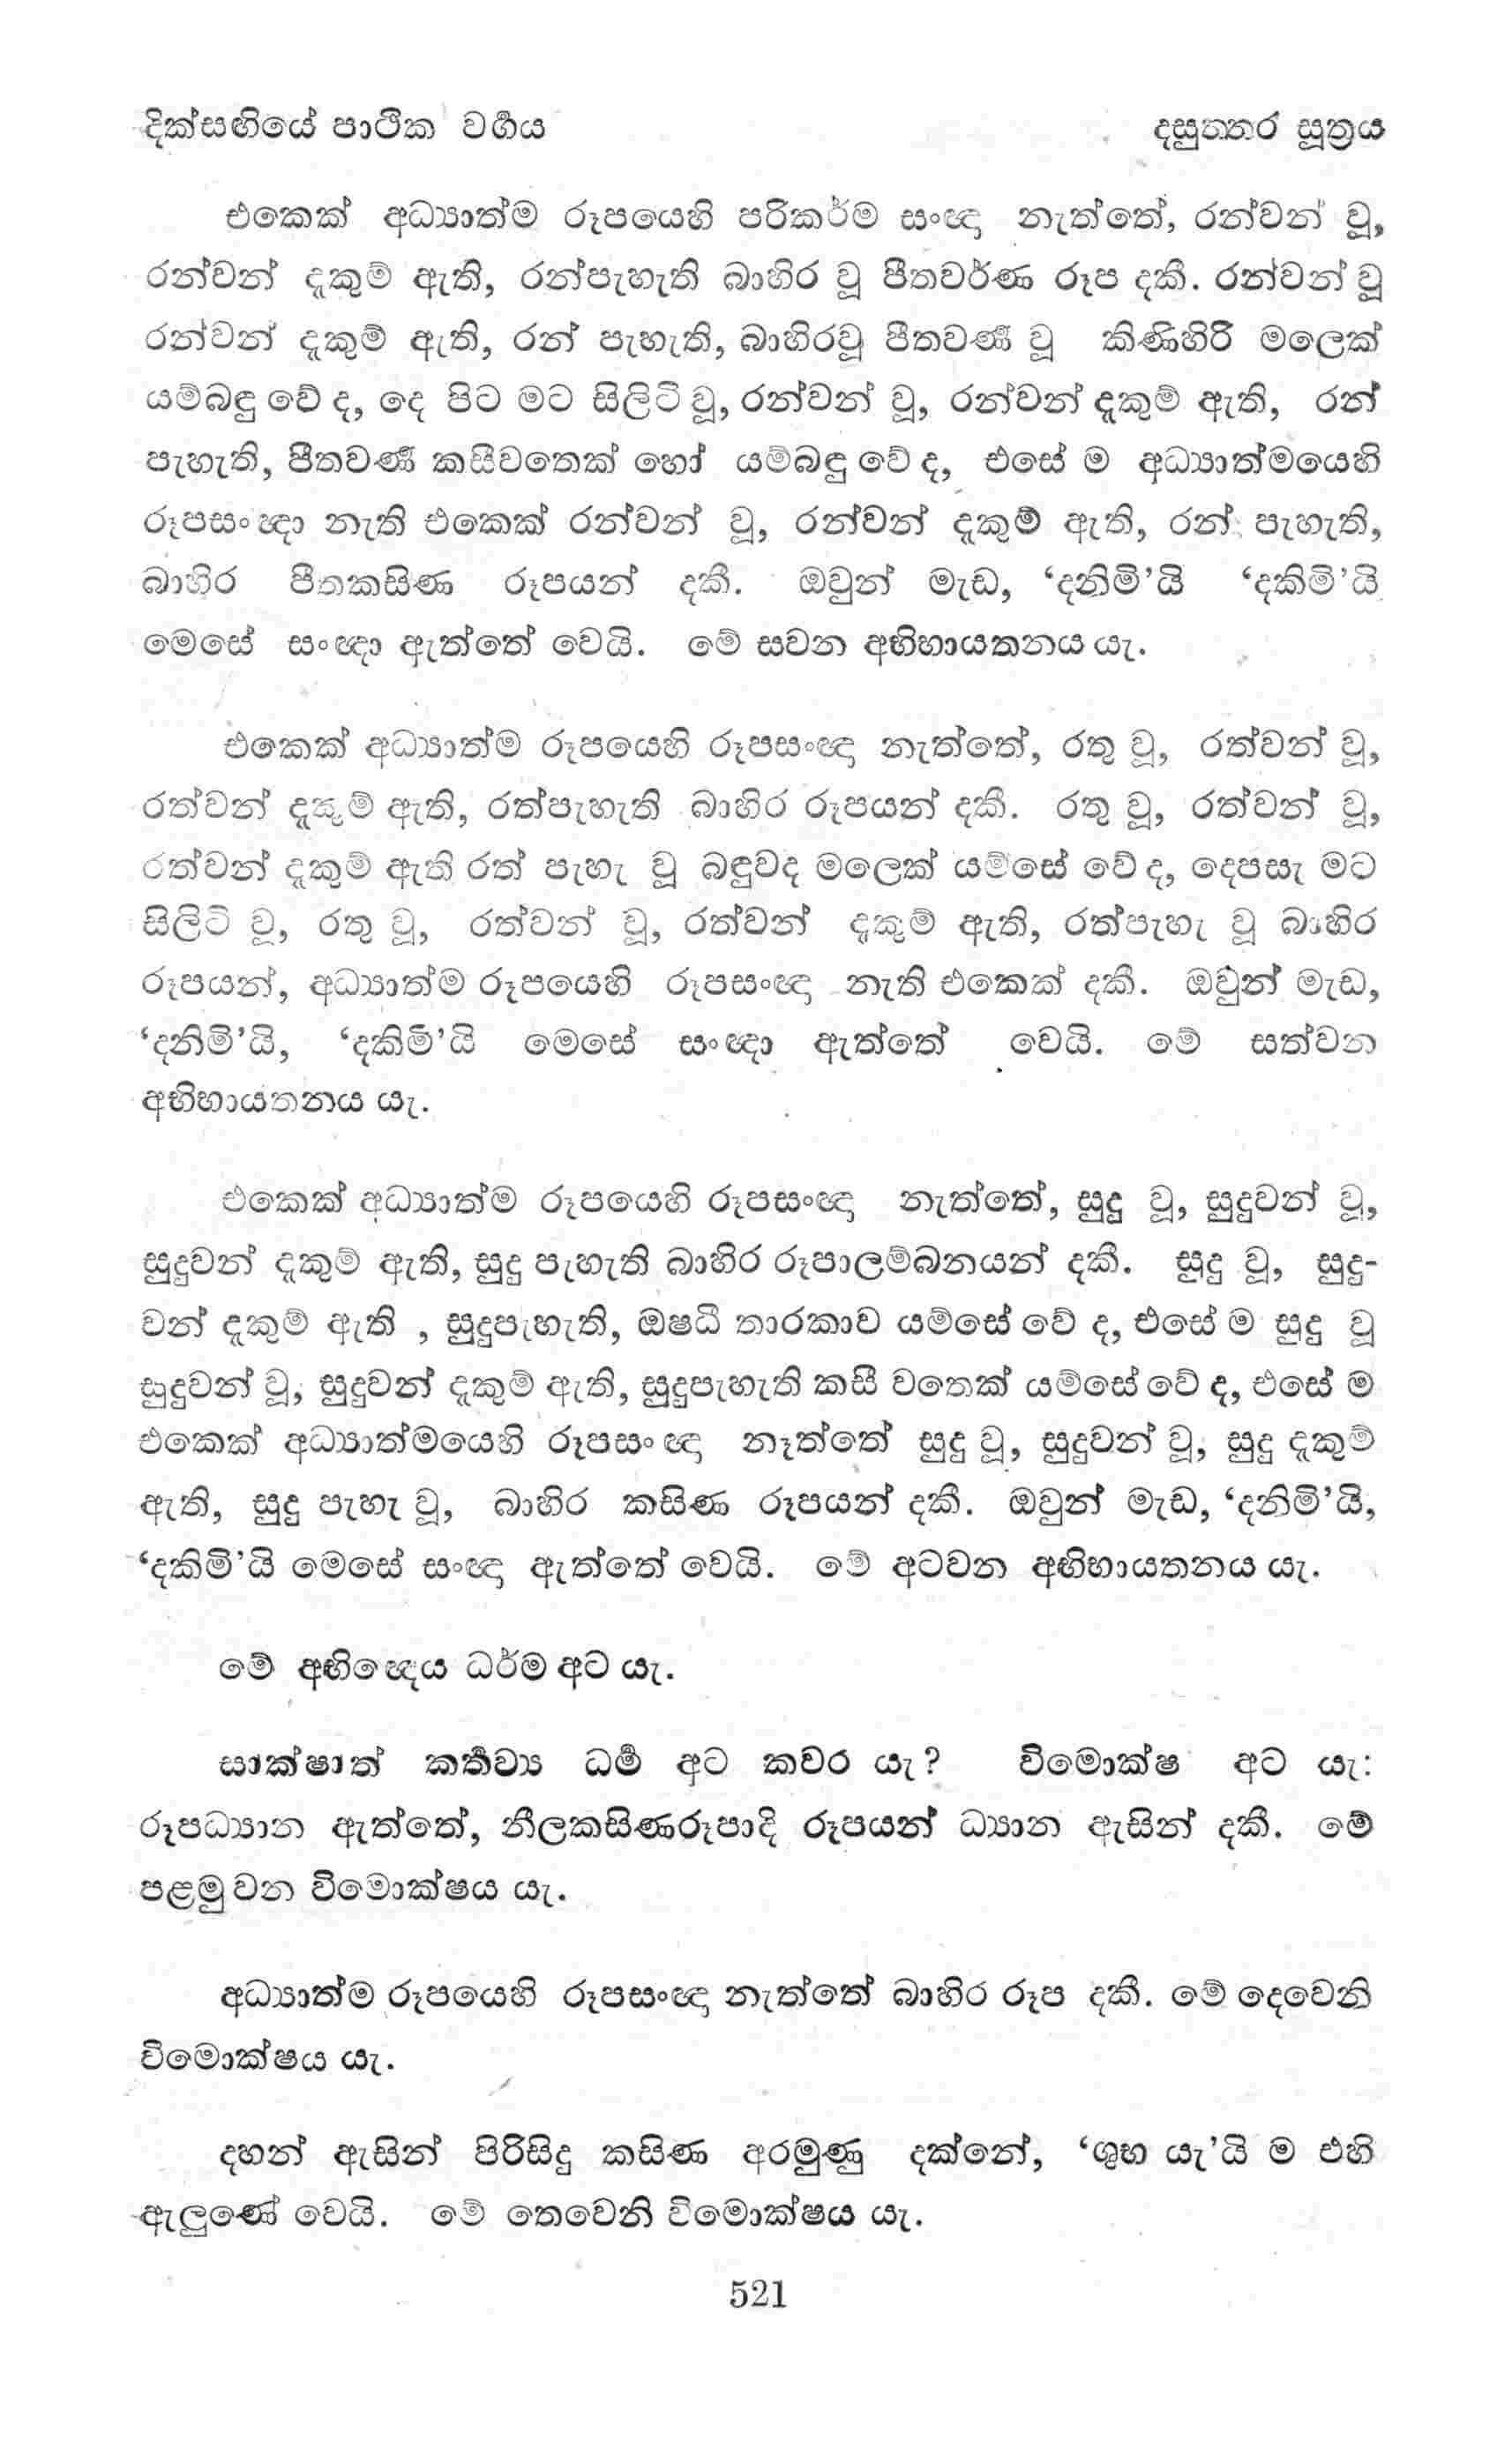 දික්සඟියේ පාථික වර්‍ගය
දසුත්තර සූත්‍රය
එකෙක් අධ්‍යාත්ම රූපයෙහි පරිකර්ම සංඥා නැත්තේ, රන්වන් වූ,
රන්වන් දැකුම් ඇති, රන්පැහැති බාහිර වූ පීතවර්ණ රූප දකී. රන්වන් වූ
රන්වන් දැකුම් ඇති, රන් පැහැති, බාහිරවූ පීතවර්‍ණ වූ කිණිහිරි මලෙක්
යම්බඳු වේ ද, දෙ පිට මට සිලිටි වූ, රන්වන් වූ, රන්වන් දැකුම් ඇති, රන්
පැහැති, පීතවර්‍ණ කසීවතෙක් හෝ යම්බඳු වේ ද, එසේ ම අධ්‍යාත්මයෙහි
රූපසංඥා නැති එකෙක් රන්වන් වූ, රන්වන් දැකුම් ඇති, රන් පැහැති,
බාහිර පීතකසිණ රූපයන් දකී. ඔවුන් මැඩ, ‘දනිමි’යි ‘දකිමි’යි
මෙසේ සංඥා ඇත්තේ වෙයි. මේ සවන අභිභායතනය යැ.
එකෙක් අධ්‍යාත්ම රූපයෙහි රූපසංඥා නැත්තේ, රතු වූ, රත්වන් වූ,
රත්වන් දැකුම් ඇති, රත්පැහැති බාහිර රූපයන් දකී. රතු වූ, රත්වන් වූ,
රත්වන් දැකුම් ඇති රත් පැහැ වූ බඳුවද මලෙක් යම්සේ වේ ද, දෙපසැ මට
සිලිටි වූ, රතු වූ, රත්වන් වූ, රත්වන් දැකුම් ඇති, රත්පැහැ වූ බාහිර
රූපයන්, අධ්‍යාත්ම රූපයෙහි රූපසංඥා නැති එකෙක් දකී. ඔවුන් මැඩ,
‘දනිමි’යි, ‘දකිමි’යි මෙසේ සංඥා ඇත්තේ වෙයි. මේ සත්වන
අභිභායතනය යැ.
එකෙක් අධ්‍යාත්ම රූපයෙහි රූපසංඥා නැත්තේ, සුදු වූ, සුදුවන් වූ,
සුදුවන් දැකුම් ඇති, සුදු පැහැති බාහිර රූපාලම්බනයන් දකී. සුදු වූ, සුදු-
වන් දැකුම් ඇති , සුදුපැහැති, ඔෂධී තාරකාව යම්සේ වේ ද, එසේ ම සුදු වූ
සුදුවන් වූ, සුදුවන් දැකුම් ඇති, සුදුපැහැති කසී වතෙක් යම්සේ වේ ද, එසේ ම
එකෙක් අධ්‍යාත්මයෙහි රූපසංඥා නැත්තේ සුදු වූ, සුදුවන් වූ, සුදු දැකුම්
ඇති, සුදු පැහැ වූ, බාහිර කසිණ රූපයන් දකී. ඔවුන් මැඩ, ‘දනිමි’යි,
‘දකිමි’යි මෙසේ සංඥා ඇත්තේ වෙයි. මේ අටවන අභිභායතනය යැ.
මේ අභිඥෙය ධර්ම අට යැ.
සාක්ෂාත් කර්‍තව්‍ය ධර්‍ම අට කවර යැ? විමොක්ෂ අට යැ:
රූපධ්‍යාන ඇත්තේ, නීලකසිණරූපාදි රූපයන් ධ්‍යාන ඇසින් දකී. මේ
පළමු වන විමොක්ෂය යැ.
අධ්‍යාත්ම රූපයෙහි රූපසංඥා නැත්තේ බාහිර රූප දකී. මේ දෙවෙනි
විමොක්ෂය යැ.
දහන් ඇසින් පිරිසිදු කසිණ අරමුණු දක්නේ, ‘ශුභ යැ’යි ම එහි
ඇලුණේ වෙයි. මේ තෙවෙනි විමොක්ෂය යැ.
521